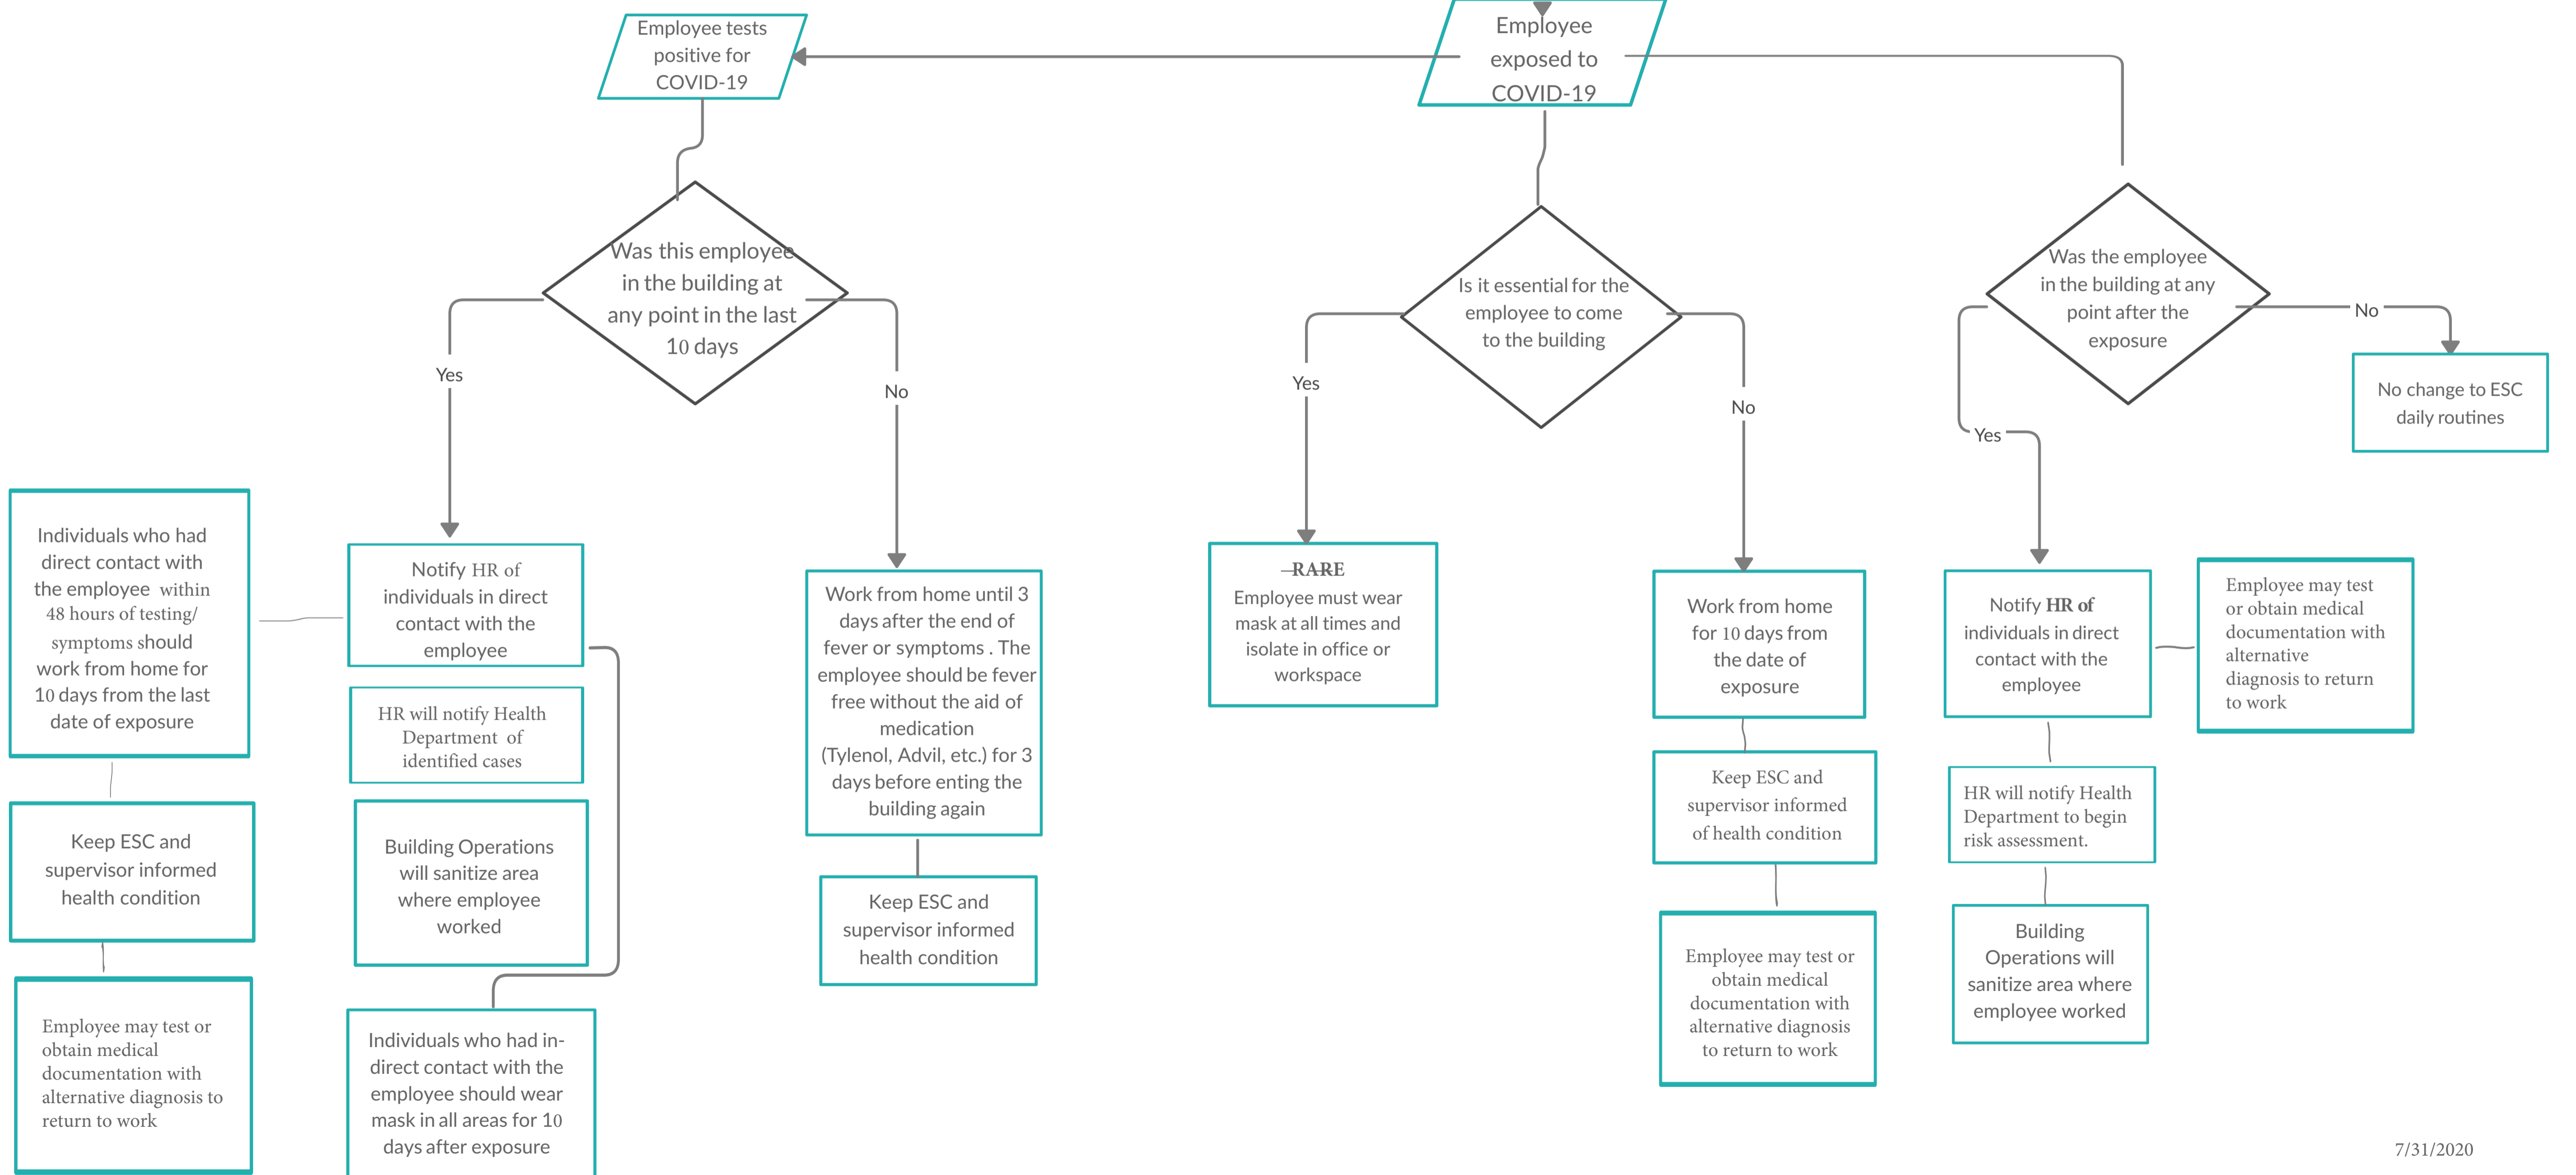 Employee tests
positive for
COVID-19
Employee
exposed to
COVID-19
Was this employee
in the building at
any point in the last
10 days
Is it essential for the
employee to come
to the building
Was the employee
in the building at any
point after the
exposure
Yes
No
Yes
No
Yes
No
No change to ESC
daily routines
Individuals who had
direct contact with
the employee within
48 hours of testing/
symptoms should
work from home for
10 days from the last
date of exposure
Keep ESC and
supervisor informed
health condition
Employee may test or
obtain medical
documentation with
alternative diagnosis to
return to work
Notify HR of
individuals in direct
contact with the
employee
HR will notify Health
Department of
identified cases
Building Operations
will sanitize area
where employee
worked
Individuals who had in-
direct contact with the
employee should wear
mask in all areas for 10
days after exposure
Work from home until 3
days after the end of
fever or symptoms . The
employee should be fever
free without the aid of
medication
(Tylenol, Advil, etc.) for 3
days before enting the
building again
Keep ESC and
supervisor informed
health condition
RARE
Employee must wear
mask at all times and
isolate in office or
workspace
Work from home
for 10 days from
the date of
exposure
Keep ESC and
supervisor informed
of health condition
Employee may test or
obtain medical
documentation with
alternative diagnosis
to return to work
Notify HR of
individuals in direct
contact with the
employee
HR will notify Health
Department to begin
risk assessment.
Building
Operations will
sanitize area where
employee worked
Employee may test
or obtain medical
documentation with
alternative
diagnosis to return
to work
7/31/2020